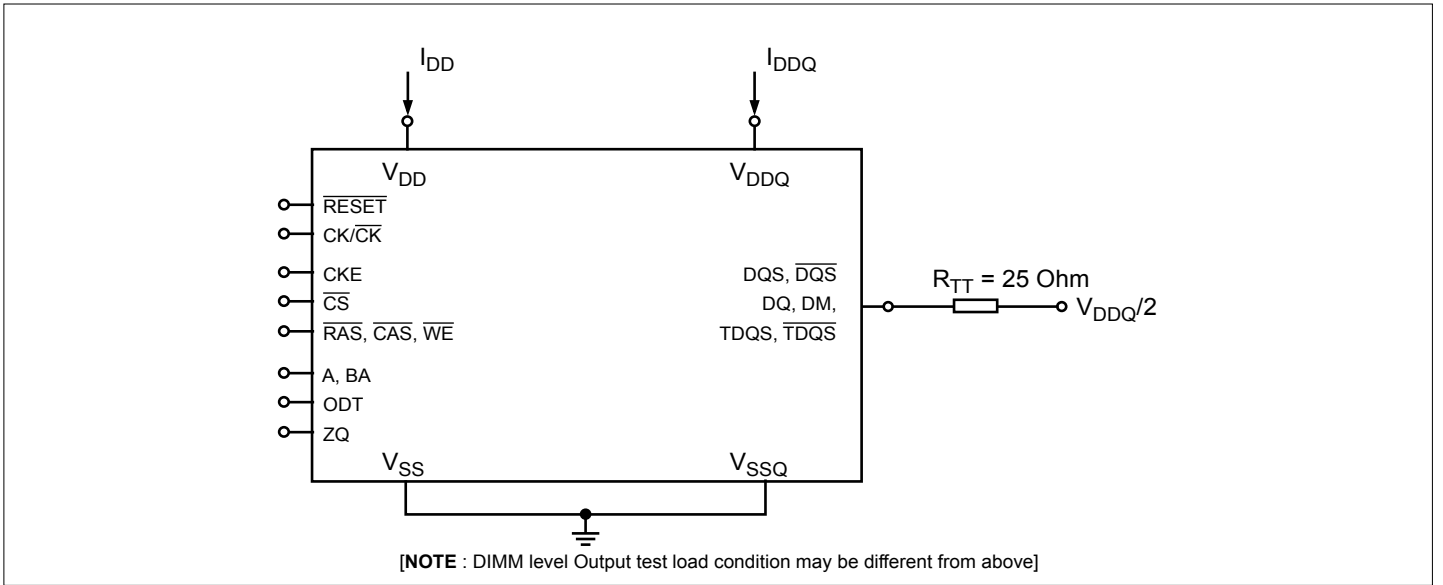 IDD IDDQ
VDD VDDQ
RESET
CK/CK
CKE
CS
RAS, CAS, WE
A, BA
ODT
ZQ
DQS, DQS
DQ, DM,
TDQS, TDQS
RTT = 25 Ohm
VDDQ/2
VSS VSSQ
[NOTE : DIMM level Output test load condition may be different from above]